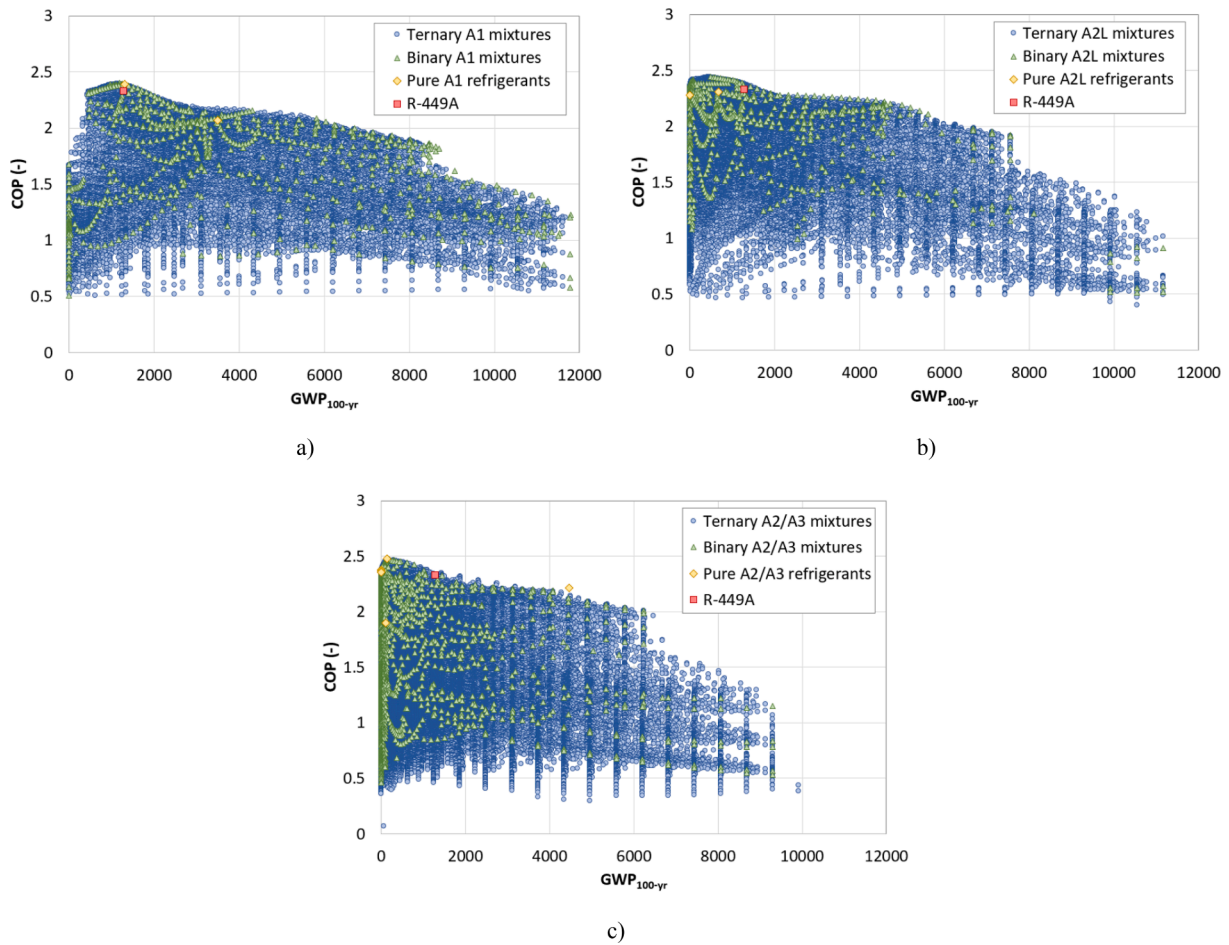 3
2.5
2
1.5
1
0.5
0
COP (-)
Ternary A1 mixtures
Binary A1 mixtures
Pure A1 refrigerants
R-449A
0 2000 4000 6000 8000 10000 12000
GWP100-yr
a)
3
2.5
2
1.5
1
0.5
0
COP (-)
Ternary A2L mixtures
Binary A2L mixtures
Pure A2L refrigerants
R-449A
0 2000 4000 6000 8000 10000 12000
GWP100-yr
b)
3
2.5
2
1.5
1
0.5
0
COP (-)
Ternary A2/A3 mixtures
Binary A2/A3 mixtures
Pure A2/A3 refrigerants
R-449A
0 2000 4000 6000 8000 10000 12000
GWP100-yr
c)